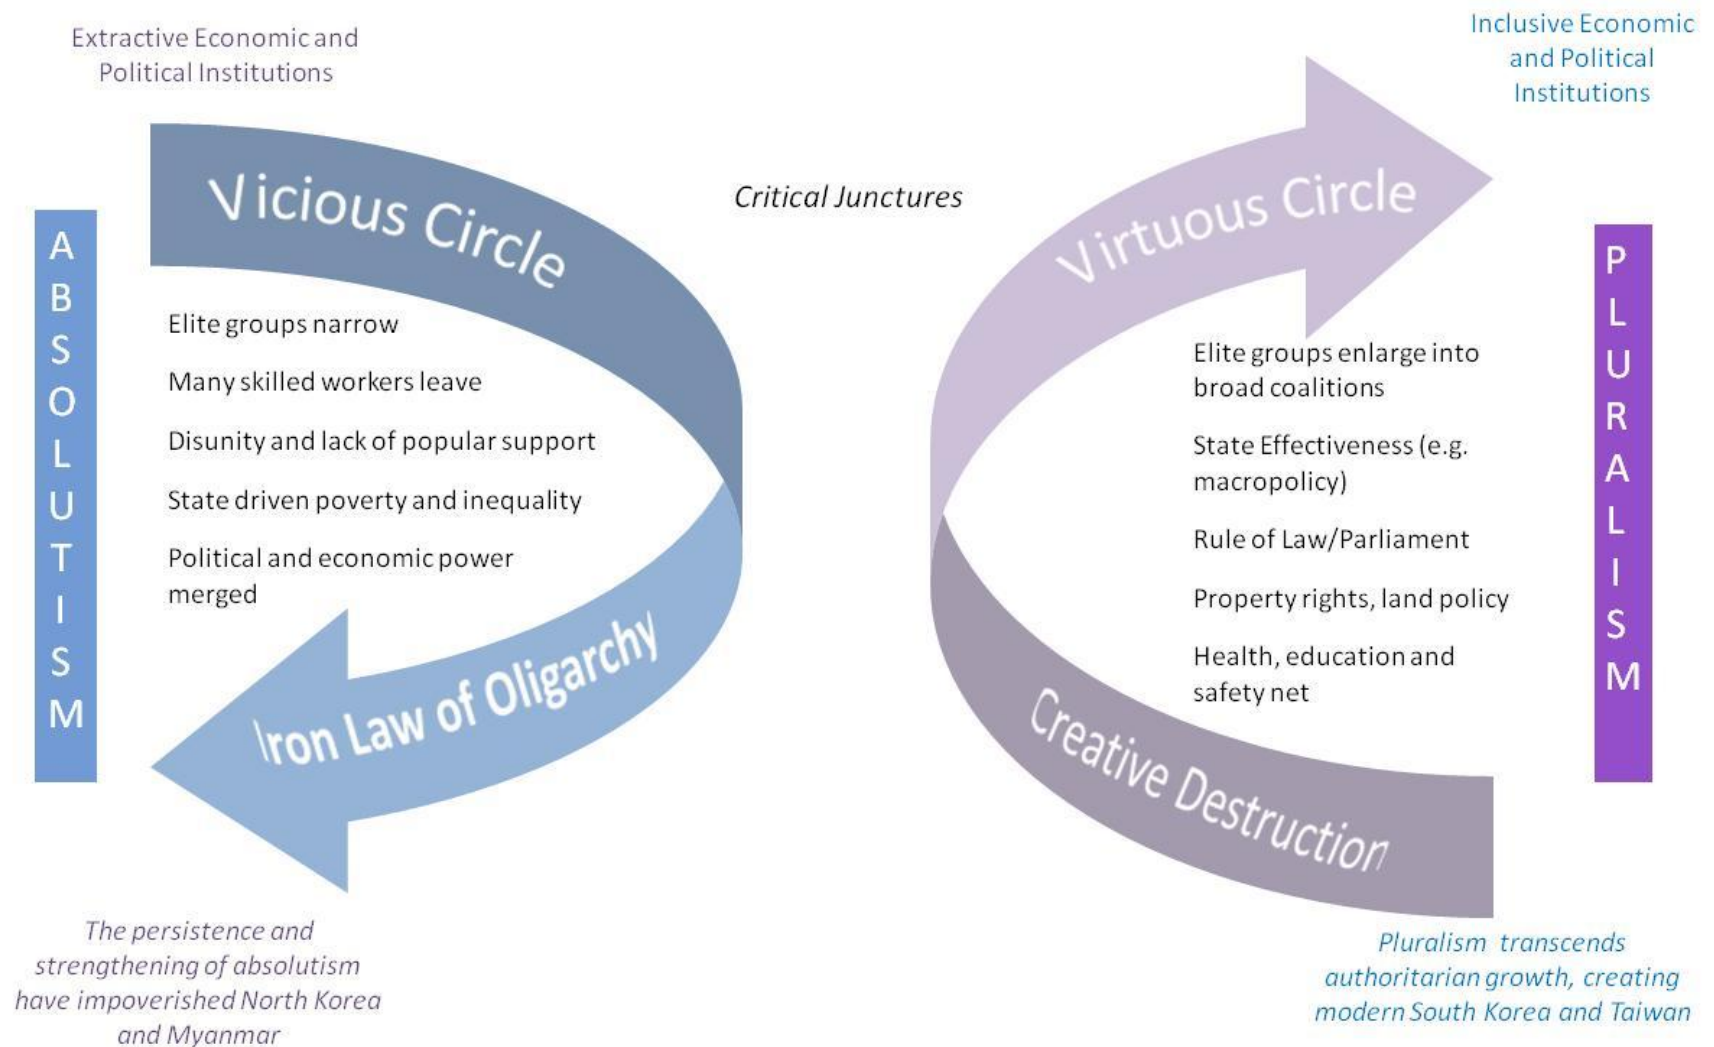 Extractive Economic and
Political Institutions
Vicious Circle
ABSOLUTISM
Elite groups narrow
Many skilled workers leave
Disunity and lack of popular support
State driven poverty and inequality
Political and economic power
merged
Iron Law of Oligarchy
The persistence and
strengthening of absolutism
have impoverished North Korea
and Myanmar
Critical Junctures
Inclusive Economic
and Political
Institutions
Virtuous Circle
PLURALISM
Elite groups enlarge into
broad coalitions
State Effectiveness (e.g.
macropolicy)
Rule of Law/Parliament
Property rights, land policy
Health, education and
safety net
Creative Destruction
Pluralism transcends
authoritarian growth, creating
modern South Korea and Taiwan